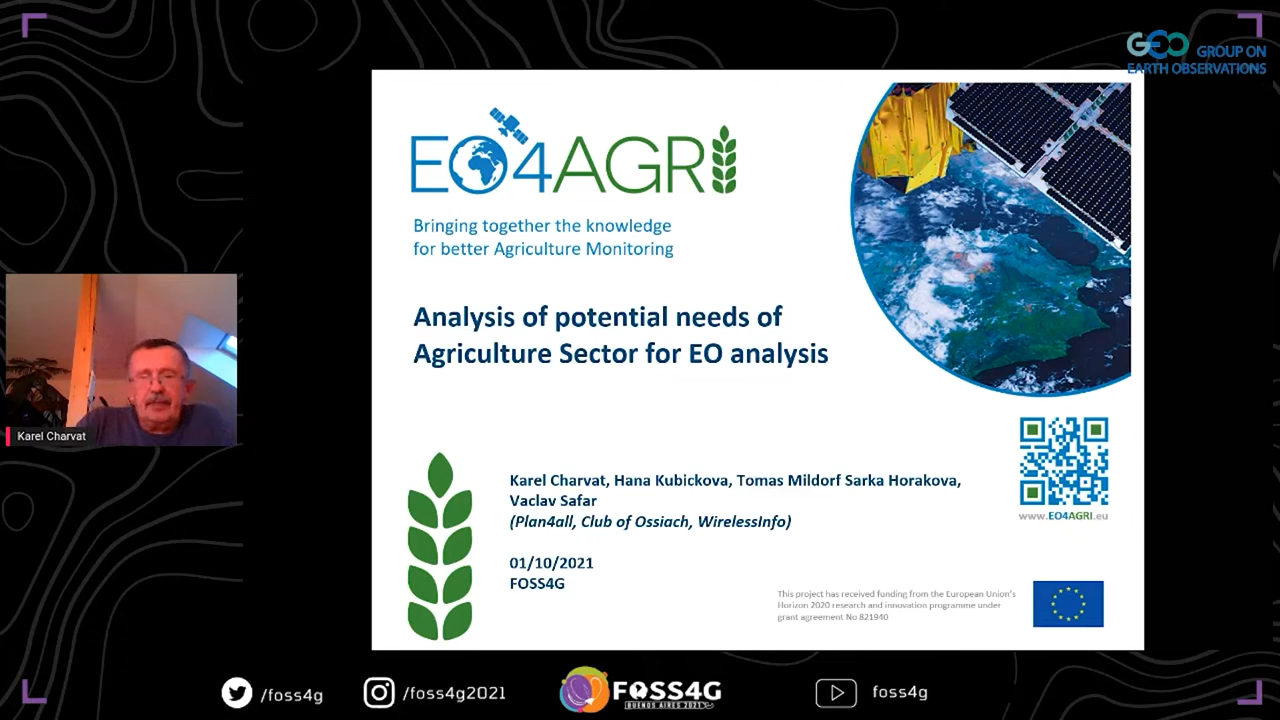 GEO GROUP ON
EARTH OBSERVATIONS
EO4AGRI
Bringing together the knowledge
for better Agriculture Monitoring
Analysis of potential needs of
Agriculture Sector for EO analysis
Karel Charvat
Karel Charvat, Hana Kubickova, Tomas Mildorf Sarka Horakova,
Vaclav Safar
(Plan4all, Club of Ossiach, WirelessInfo)
www.EO4AGRI.eu
01/10/2021
FOSS4G
This project has received funding from the European Union's
Horizon 2020 research and innovation programme under
grant agreement No 821940
/foss4g
/foss4g2021
FOSS4G
BUENOS AIRES 2021
foss4g